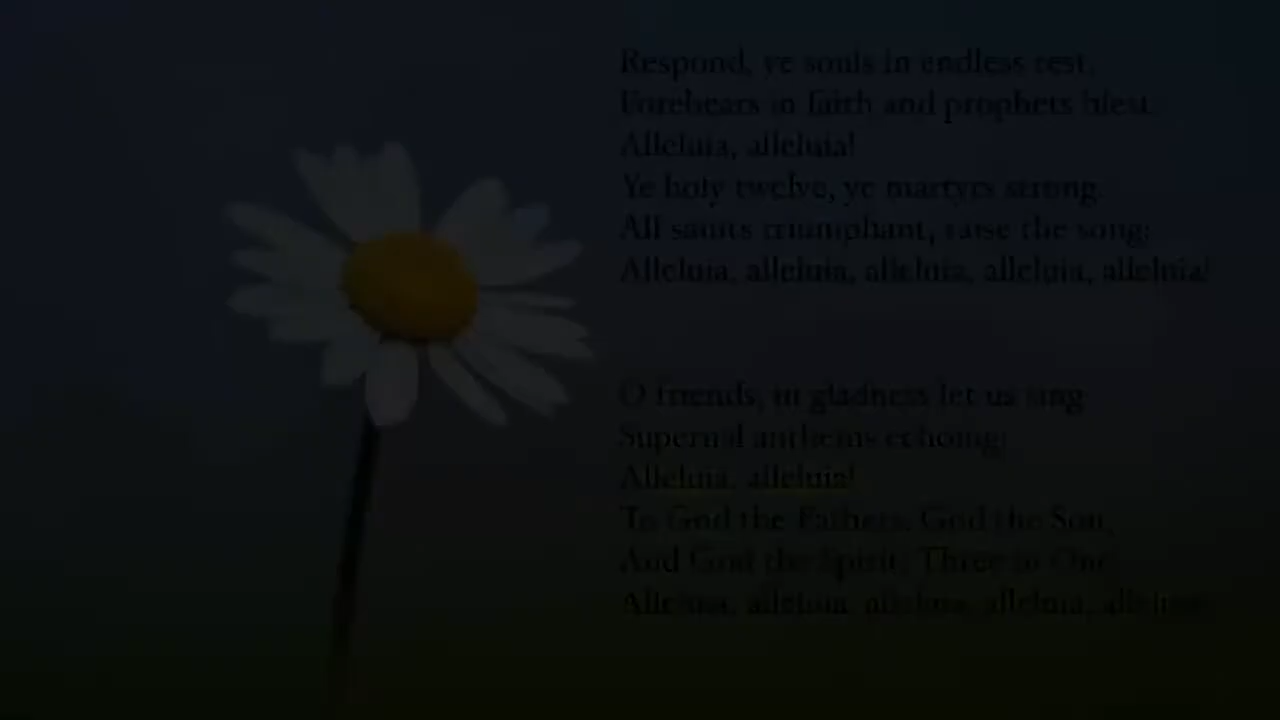 Respond, ye souls in endless rest,
Forebears in faith and prophets blest
Alleluia, alleluia!
Ye holy twelve, ye martyrs strong,
All saints triumphant, raise the song:
Alleluia, alleluia, alleluia, alleluia, alleluia!
O friends, in gladness let us sing
Supernal anthems echoing,
Alleluia, alleluia!
To God the Father, God the Son,
And God the Spirit, Three in One
Alleluia, alleluia, alleluia, alleluia, alleluia!